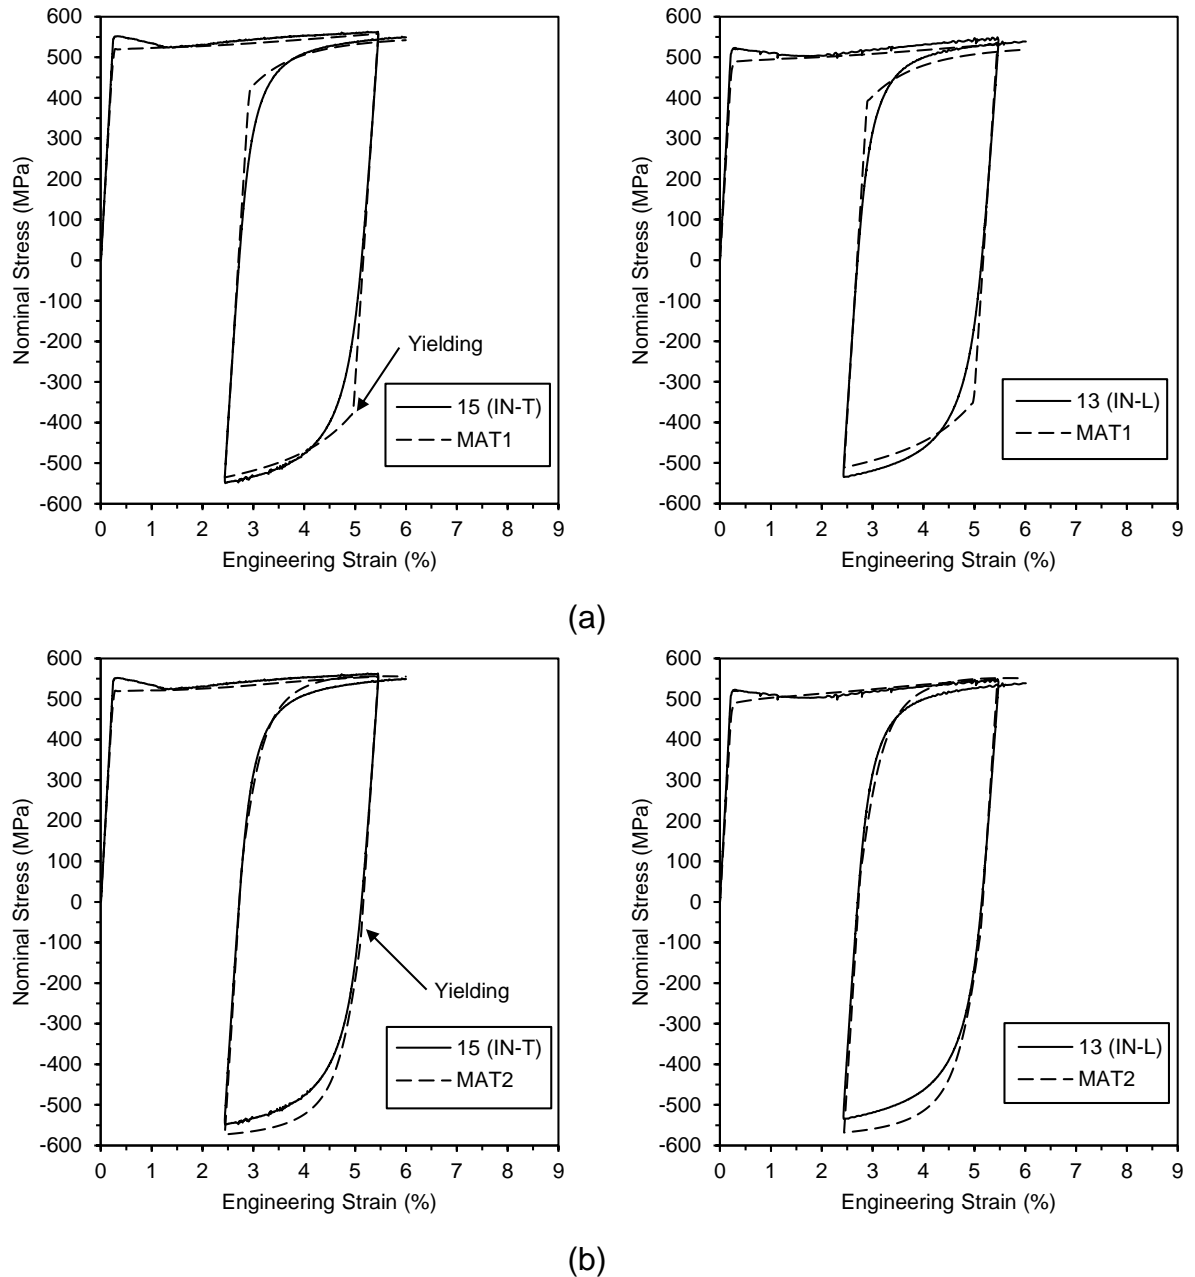 600
500
400
300
200
100
0
-100
-200
-300
-400
-500
-600
Nominal Stress (MPa)
0 1 2 3 4 5 6 7 8 9
Engineering Strain (%)
Yielding
15 (IN-T)
MAT1
600
500
400
300
200
100
0
-100
-200
-300
-400
-500
-600
Nominal Stress (MPa)
0 1 2 3 4 5 6 7 8 9
Engineering Strain (%)
13 (IN-L)
MAT1
(a)
600
500
400
300
200
100
0
-100
-200
-300
-400
-500
-600
Nominal Stress (MPa)
0 1 2 3 4 5 6 7 8 9
Engineering Strain (%)
Yielding
15 (IN-T)
MAT2
600
500
400
300
200
100
0
-100
-200
-300
-400
-500
-600
Nominal Stress (MPa)
0 1 2 3 4 5 6 7 8 9
Engineering Strain (%)
13 (IN-L)
MAT2
(b)